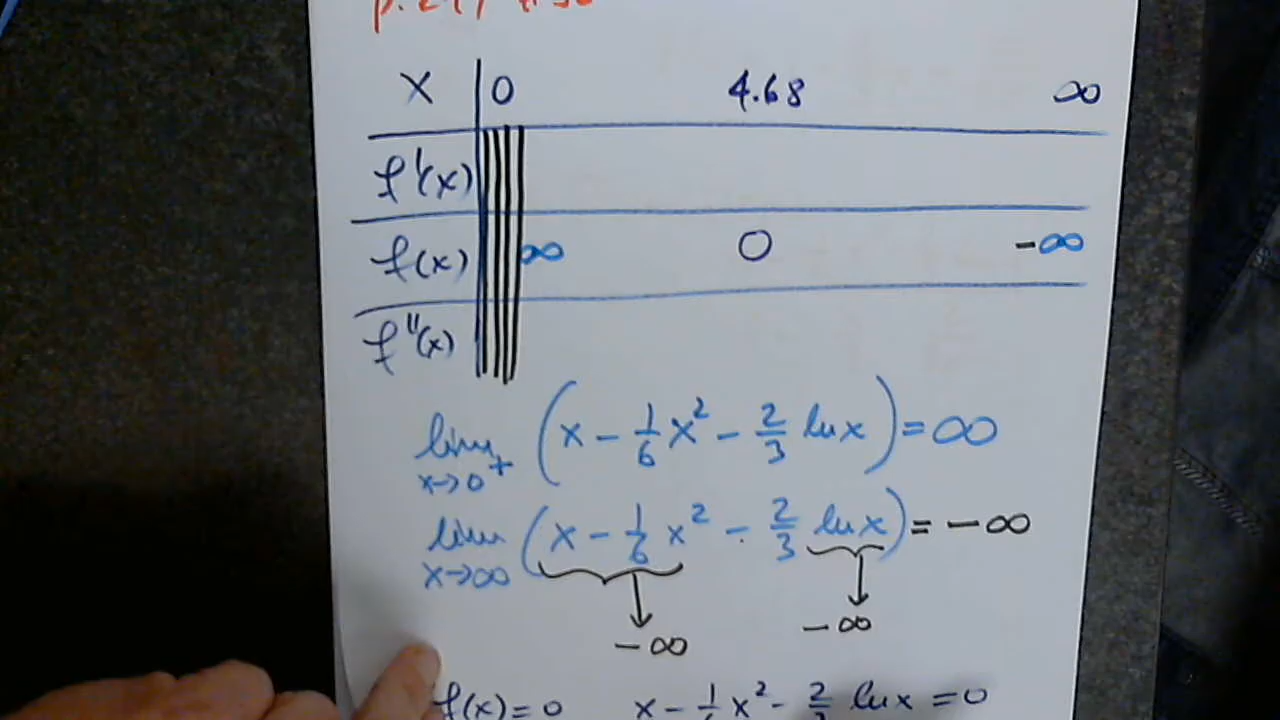 x 0 4.68 ∞
f'(x)
f(x) ∞ 0 -∞
f"(x)
lim x→0⁺ (x - 1/6 x² - 2/3 ln x) = ∞
lim x→∞ (x - 1/6 x² - 2/3 ln x) = -∞
-∞ -∞
f(x) = 0 x - 1/6 x² - 2/3 ln x = 0